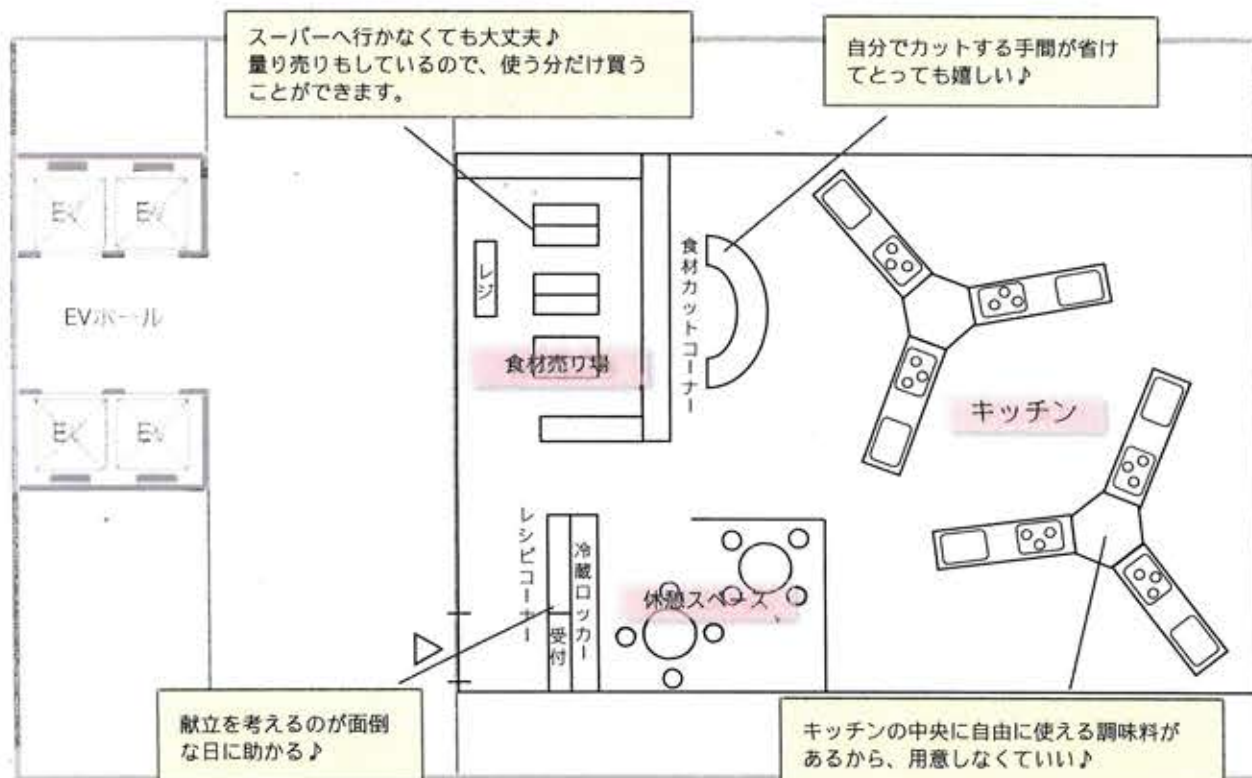 スーパーへ行かなくても大丈夫♪
量り売りもしているので、使う分だけ買う
ことができます。
自分でカットする手間が省け
てとっても嬉しい♪
EV
EV
EVホール
EV
EV
レジ
食材売り場
食材カットコーナー
キッチン
レシピコーナー
冷蔵ロッカー
受付
休憩スペース
献立を考えるのが面倒
な日に助かる♪
キッチンの中央に自由に使える調味料が
あるから、用意しなくていい♪